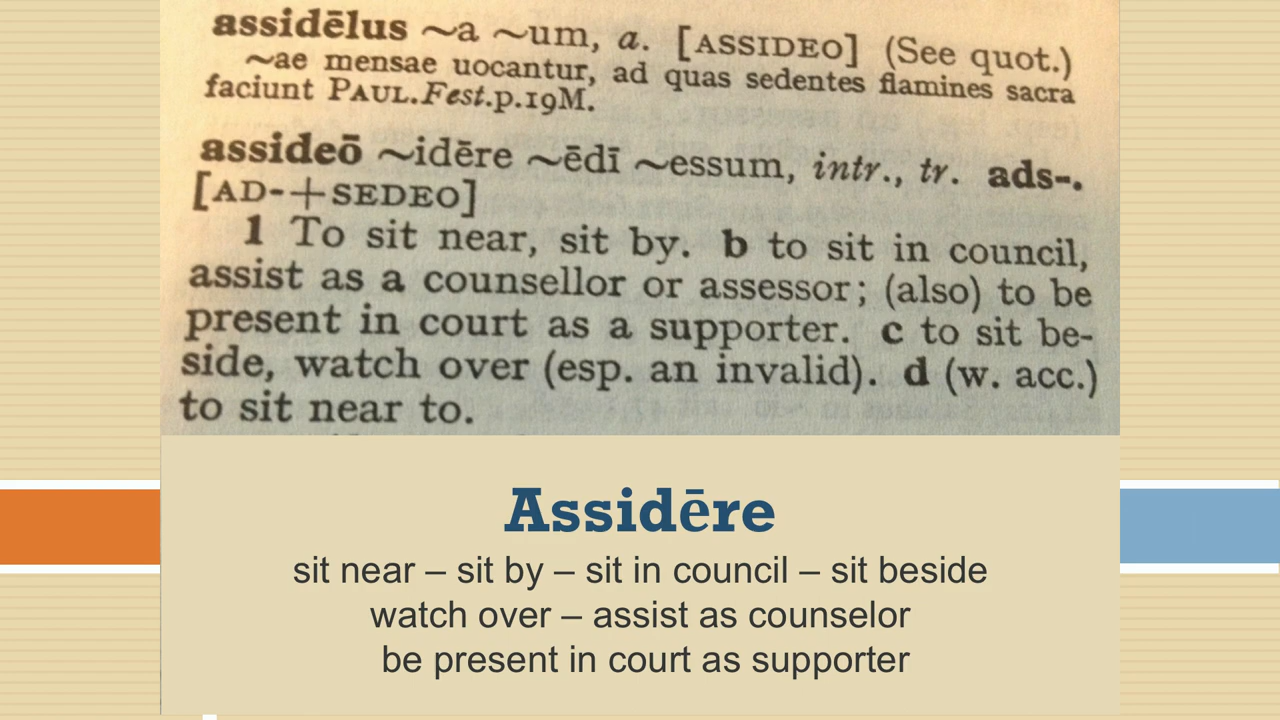 assidēlus ~a ~um, a. [ASSIDEO] (See quot.)
~ae mensae uocantur, ad quas sedentes flamines sacra
faciunt PAUL.Fest.p.19M.
assideō ~idēre ~ēdī ~essum, intr., tr. ads-.
[AD-+SEDEO]
1 To sit near, sit by. b to sit in council,
assist as a counsellor or assessor; (also) to be
present in court as a supporter. c to sit be-
side, watch over (esp. an invalid). d (w. acc.)
to sit near to.
Assidēre
sit near – sit by – sit in council – sit beside
watch over – assist as counselor
be present in court as supporter